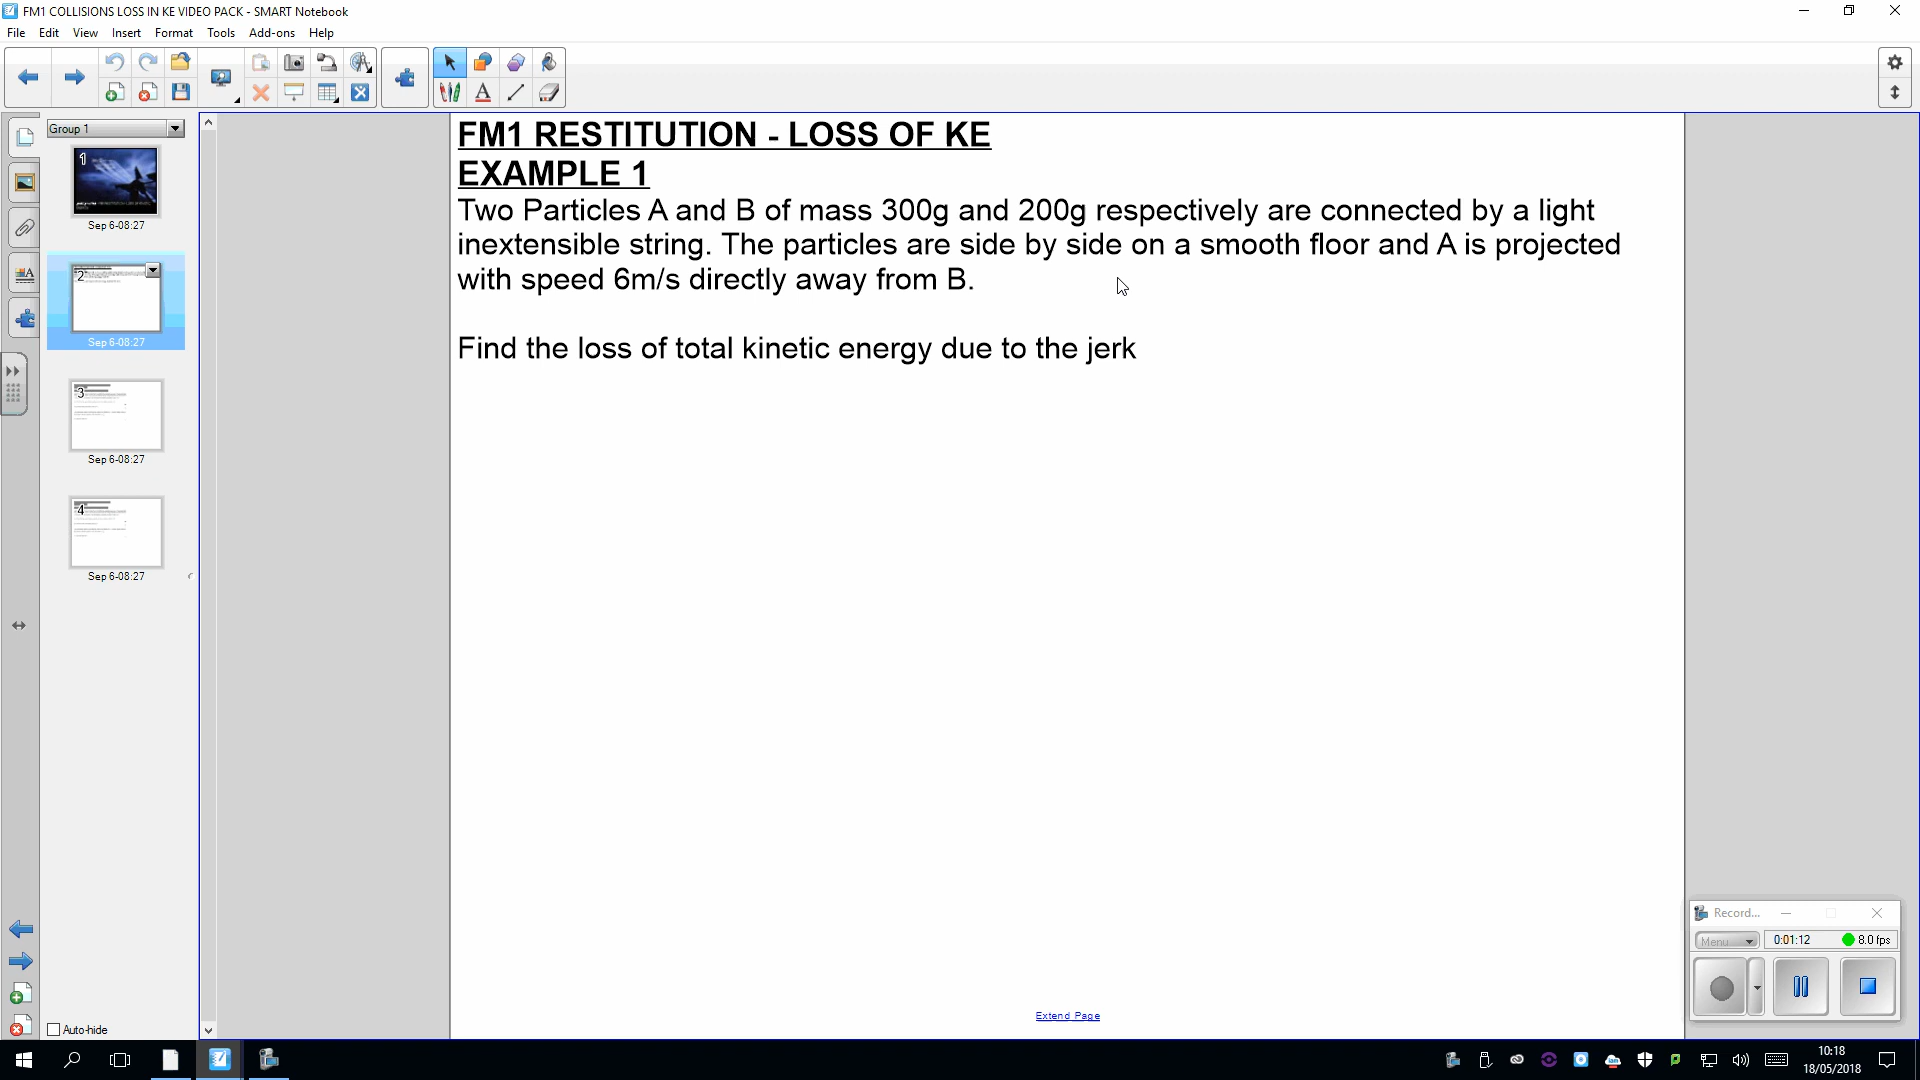 FM1 COLLISIONS LOSS IN KE VIDEO PACK - SMART Notebook
File Edit View Insert Format Tools Add-ons Help
Group 1
1
Sep 6-08:27
2
Sep 6-08:27
3
Sep 6-08:27
4
Sep 6-08:27
Auto-hide
FM1 RESTITUTION - LOSS OF KE
EXAMPLE 1
Two Particles A and B of mass 300g and 200g respectively are connected by a light
inextensible string. The particles are side by side on a smooth floor and A is projected
with speed 6m/s directly away from B.
Find the loss of total kinetic energy due to the jerk
Extend Page
Record...
Menu 0:01:12 8.0 fps
10:18
18/05/2018